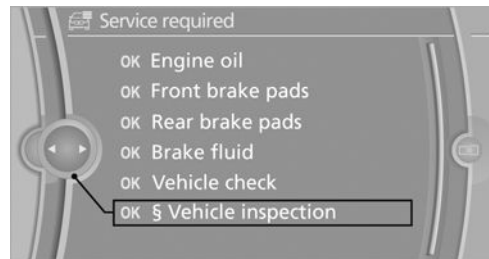 Service required
OK Engine oil
OK Front brake pads
OK Rear brake pads
OK Brake fluid
OK Vehicle check
OK § Vehicle inspection